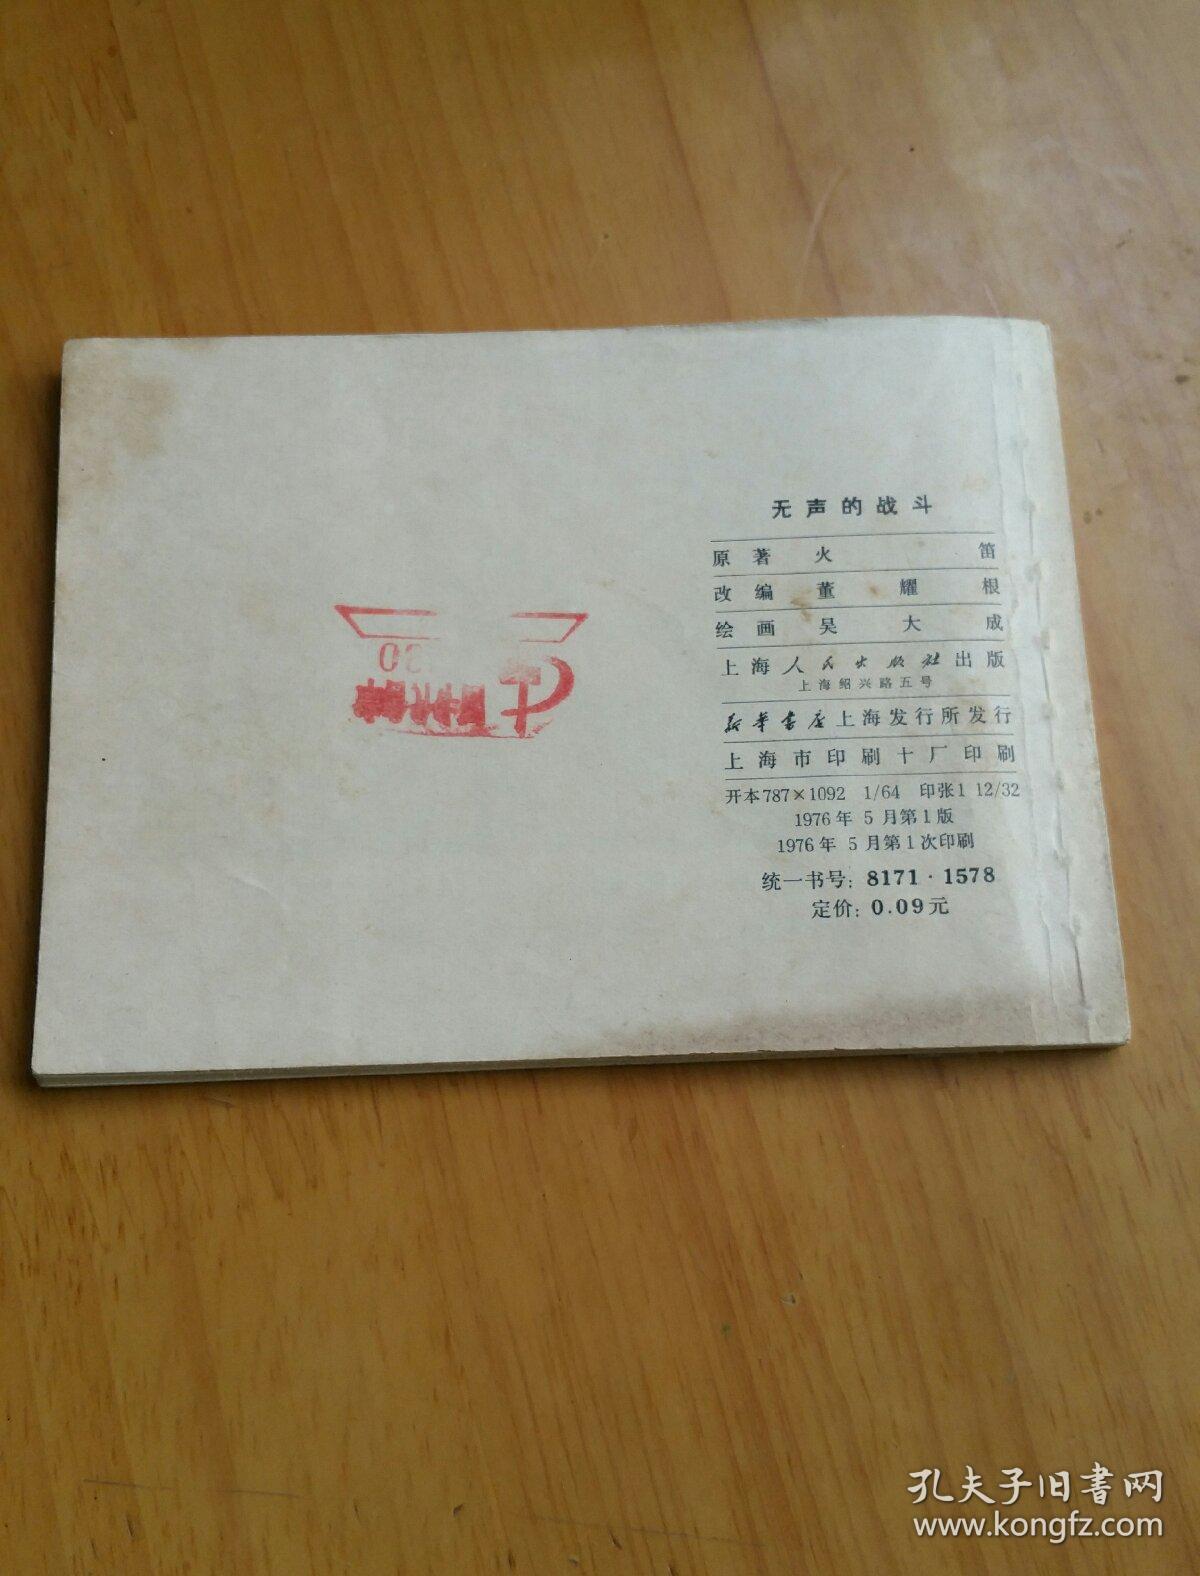 无声的战斗
原著 火 笛
改编 董耀根
绘画 吴大成
上海人民出版社出版
上海绍兴路五号
新华书店上海发行所发行
上海市印刷十厂印刷
开本787×1092 1/64 印张1 12/32
1976年5月第1版
1976年5月第1次印刷
统一书号：8171·1578
定价：0.09元
孔夫子旧书网
www.kongfz.com